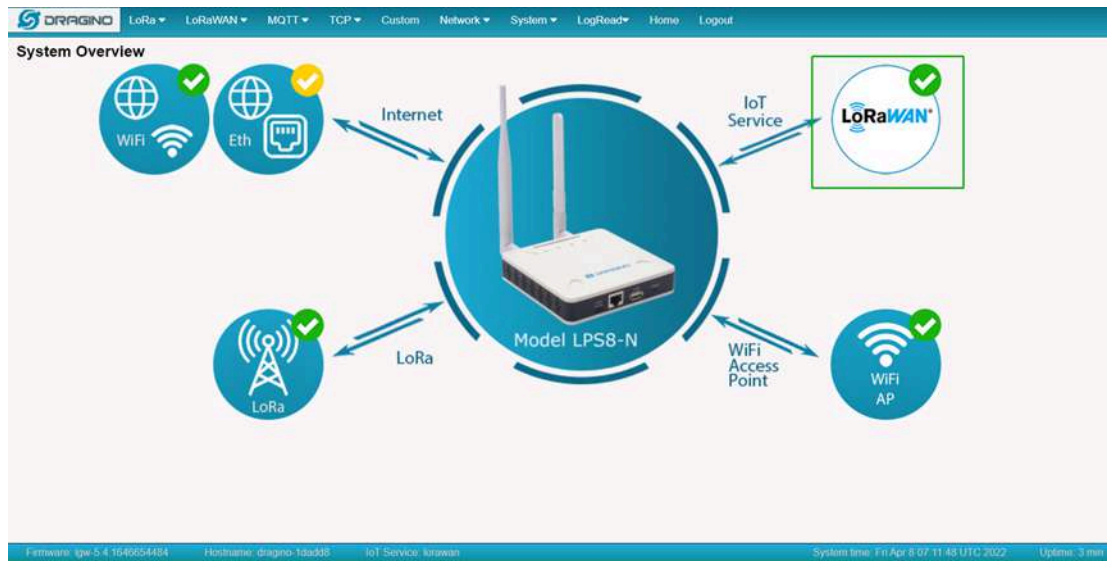 DRAGINO LoRa LoRaWAN MQTT TCP Custom Network System LogRead Home Logout
System Overview
WiFi
Eth
Internet
IoT
Service
LoRaWAN
DRAGINO
Model LPS8-N
LoRa
LoRa
WiFi
Access
Point
WiFi
AP
Firmware: lgw-5.4.1646654484 Hostname: dragino-1dadd8 IoT Service: lorawan System time: Fri Apr 8 07:11:48 UTC 2022 Uptime: 3 min